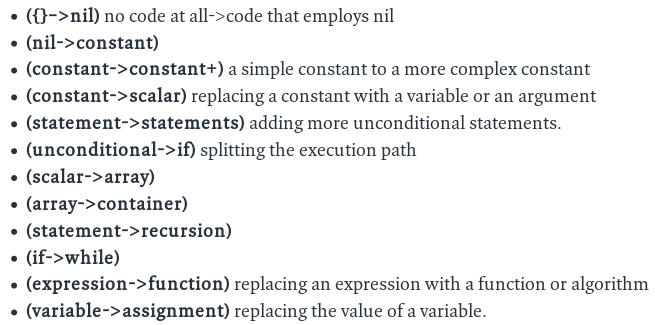 • ({}–>nil) no code at all->code that employs nil
• (nil->constant)
• (constant->constant+) a simple constant to a more complex constant
• (constant->scalar) replacing a constant with a variable or an argument
• (statement->statements) adding more unconditional statements.
• (unconditional->if) splitting the execution path
• (scalar->array)
• (array->container)
• (statement->recursion)
• (if->while)
• (expression->function) replacing an expression with a function or algorithm
• (variable->assignment) replacing the value of a variable.